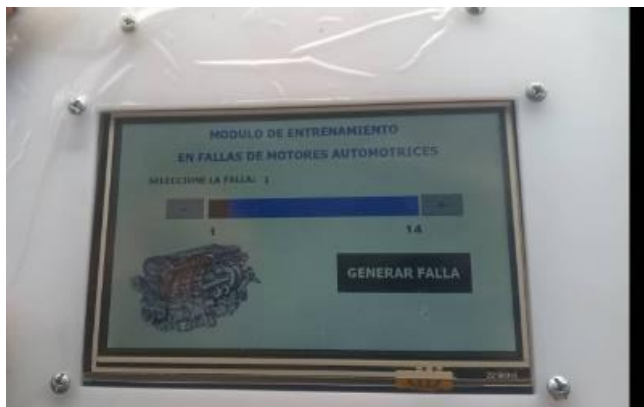 MODULO DE ENTRENAMIENTO
EN FALLAS DE MOTORES AUTOMOTRICES
SELECCIONE LA FALLA: 1
- +
1 14
GENERAR FALLA